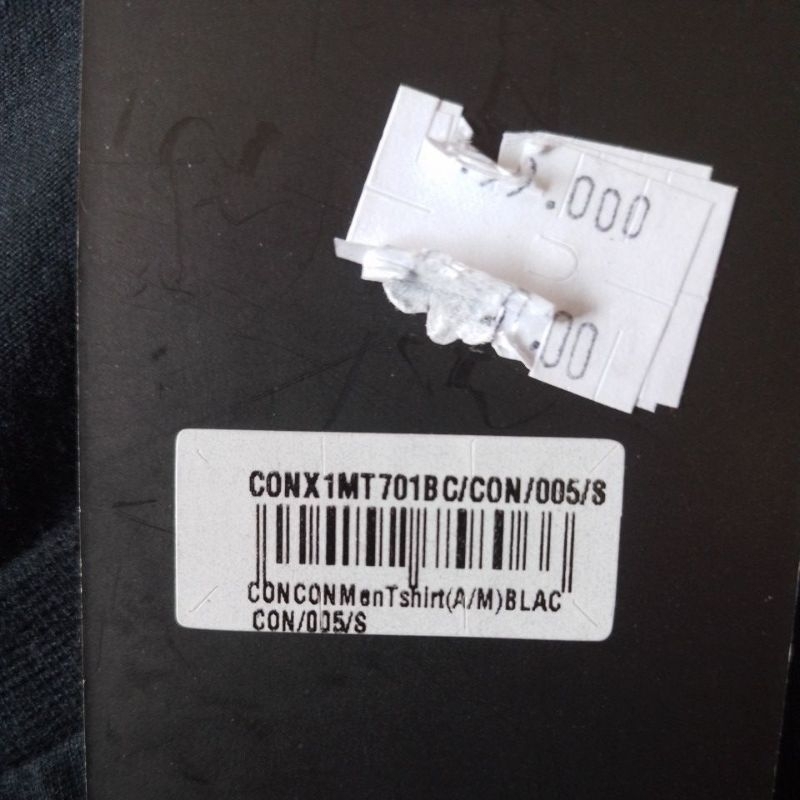 .000
.00
CONX1MT701BC/CON/005/S
CONCONMenTshirt(A/M)BLAC
CON/005/S